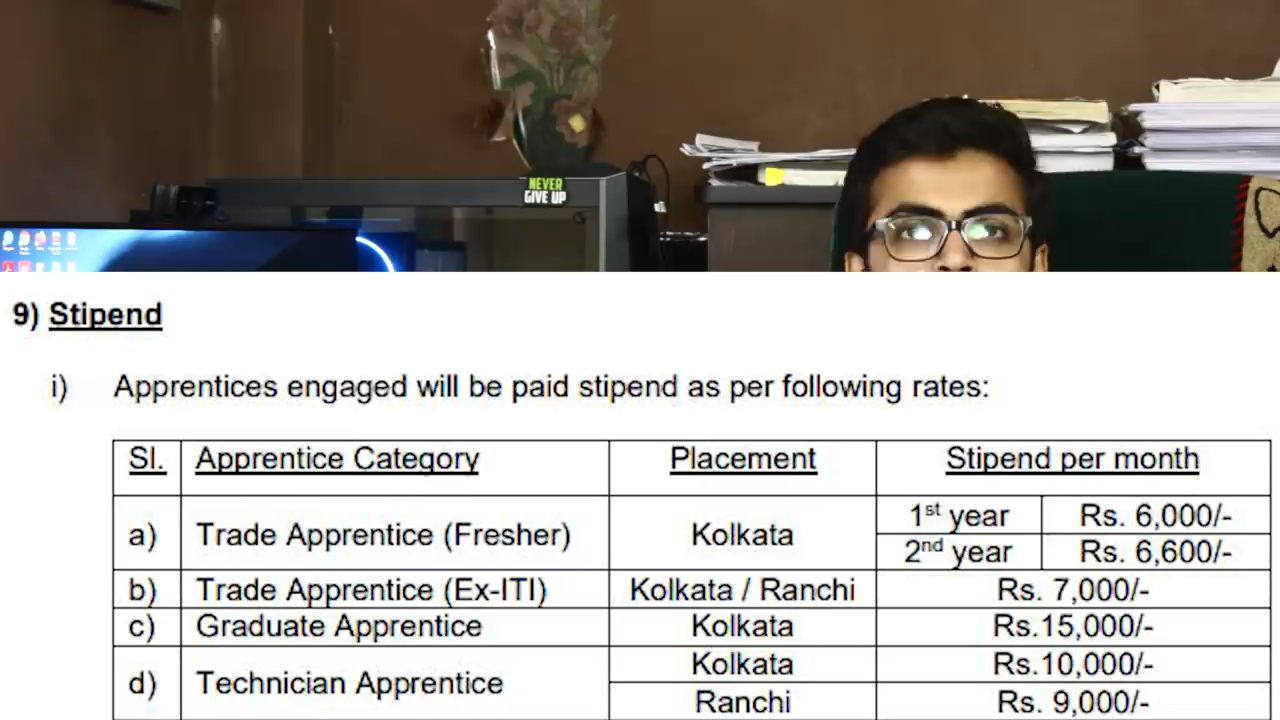 NEVER
GIVE UP
9) Stipend
i) Apprentices engaged will be paid stipend as per following rates:
Sl. Apprentice Category Placement Stipend per month
a) Trade Apprentice (Fresher) Kolkata 1st year Rs. 6,000/-
2nd year Rs. 6,600/-
b) Trade Apprentice (Ex-ITI) Kolkata / Ranchi Rs. 7,000/-
c) Graduate Apprentice Kolkata Rs.15,000/-
d) Technician Apprentice Kolkata Rs.10,000/-
Ranchi Rs. 9,000/-